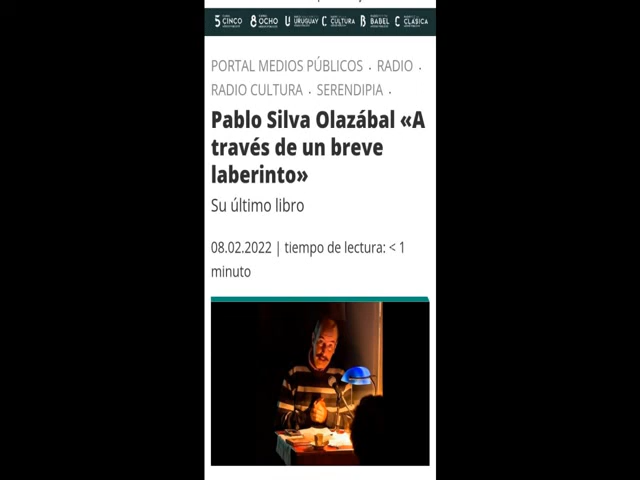 5 CINCO 8 OCHO U URUGUAY C CULTURA B BABEL C CLÁSICA
PORTAL MEDIOS PÚBLICOS · RADIO ·
RADIO CULTURA · SERENDIPIA ·
Pablo Silva Olazábal «A
través de un breve
laberinto»
Su último libro
08.02.2022 | tiempo de lectura: < 1
minuto